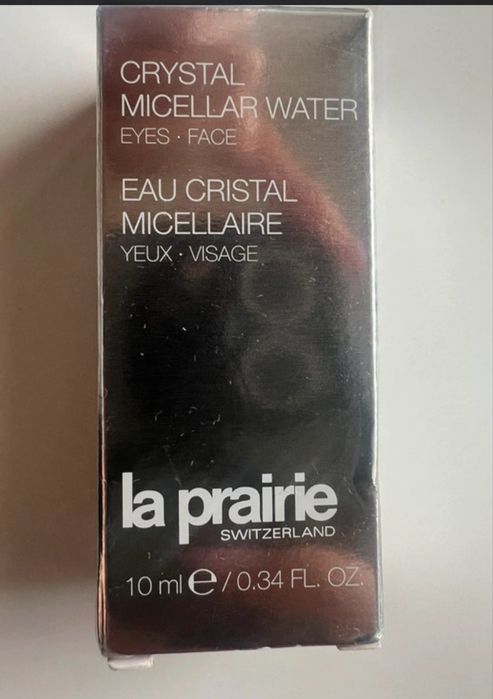 CRYSTAL
MICELLAR WATER
EYES · FACE
EAU CRISTAL
MICELLAIRE
YEUX · VISAGE
la prairie
SWITZERLAND
10 ml ℮ / 0.34 FL. OZ.